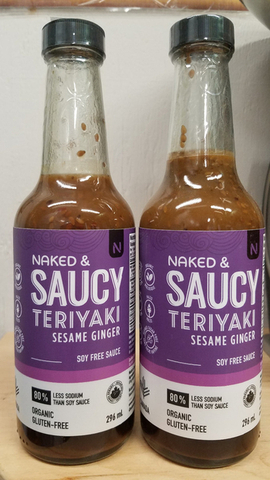 N
NAKED &
SAUCY
TERIYAKI
SESAME GINGER
SOY FREE SAUCE
80% LESS SODIUM
THAN SOY SAUCE
ORGANIC
GLUTEN-FREE
296 mL
N
NAKED &
SAUCY
TERIYAKI
SESAME GINGER
SOY FREE SAUCE
80% LESS SODIUM
THAN SOY SAUCE
ORGANIC
GLUTEN-FREE
296 mL